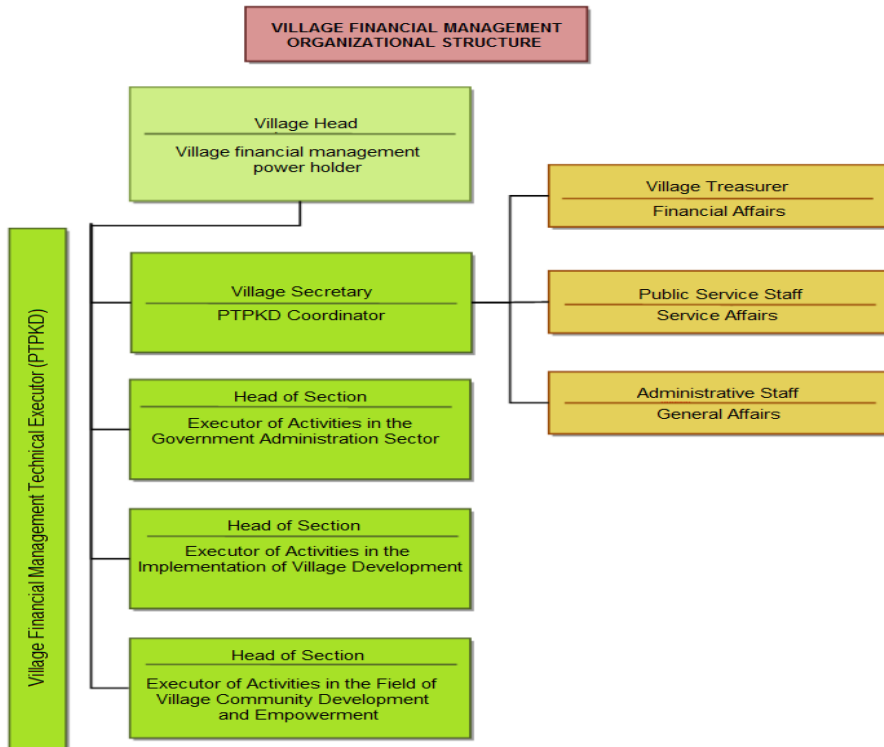 VILLAGE FINANCIAL MANAGEMENT
ORGANIZATIONAL STRUCTURE
Village Head
Village financial management
power holder
Village Financial Management Technical Executor (PTPKD)
Village Secretary
PTPKD Coordinator
Head of Section
Executor of Activities in the
Government Administration Sector
Head of Section
Executor of Activities in the
Implementation of Village Development
Head of Section
Executor of Activities in the Field of
Village Community Development
and Empowerment
Village Treasurer
Financial Affairs
Public Service Staff
Service Affairs
Administrative Staff
General Affairs